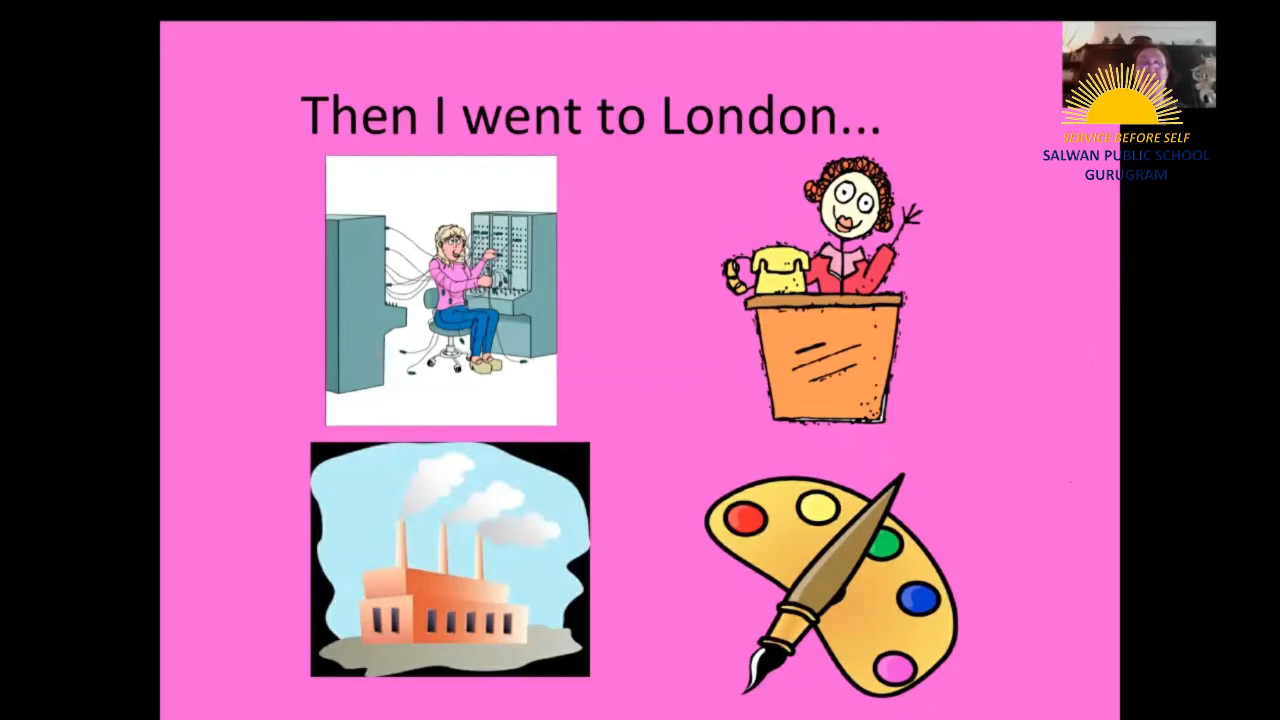 Then I went to London...
SERVICE BEFORE SELF
SALWAN PUBLIC SCHOOL
GURUGRAM